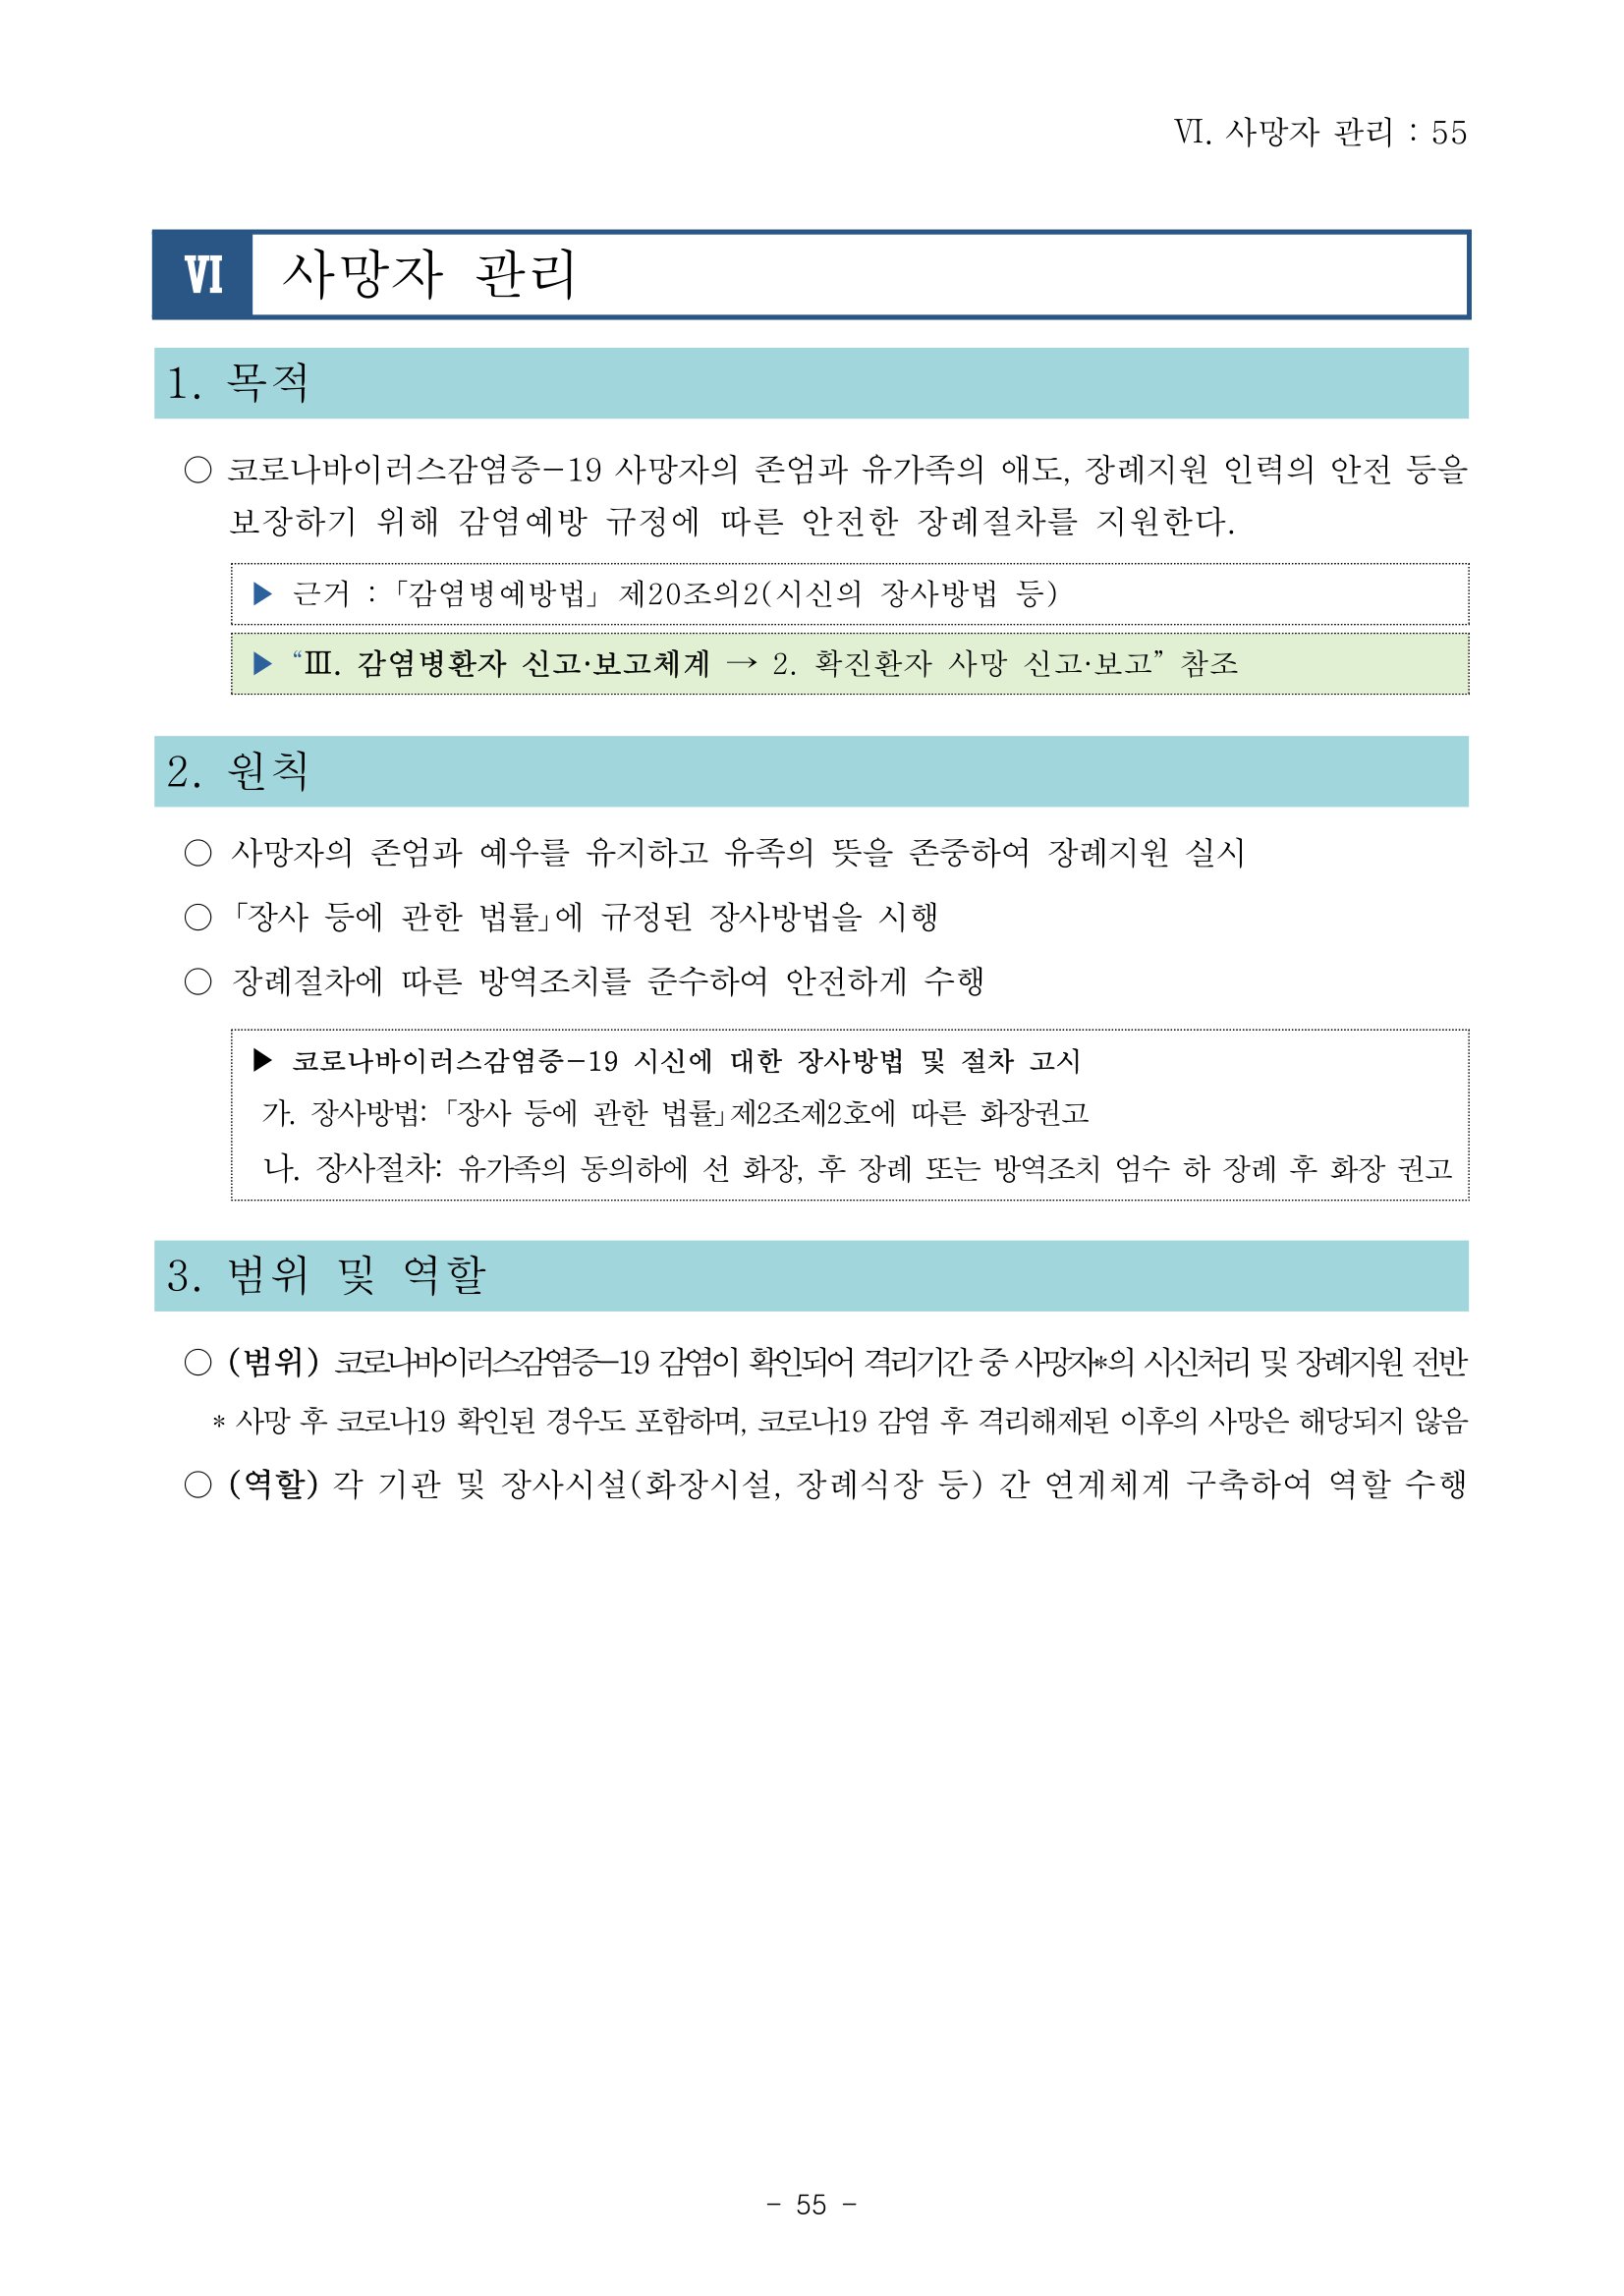 Ⅵ. 사망자 관리 : 55
Ⅵ 사망자 관리
1. 목적
○ 코로나바이러스감염증-19 사망자의 존엄과 유가족의 애도, 장례지원 인력의 안전 등을
보장하기 위해 감염예방 규정에 따른 안전한 장례절차를 지원한다.
▶ 근거 : 「감염병예방법」 제20조의2(시신의 장사방법 등)
▶ “Ⅲ. 감염병환자 신고·보고체계 → 2. 확진환자 사망 신고·보고” 참조
2. 원칙
○ 사망자의 존엄과 예우를 유지하고 유족의 뜻을 존중하여 장례지원 실시
○ 「장사 등에 관한 법률」에 규정된 장사방법을 시행
○ 장례절차에 따른 방역조치를 준수하여 안전하게 수행
▶ 코로나바이러스감염증-19 시신에 대한 장사방법 및 절차 고시
가. 장사방법: 「장사 등에 관한 법률」제2조제2호에 따른 화장권고
나. 장사절차: 유가족의 동의하에 선 화장, 후 장례 또는 방역조치 엄수 하 장례 후 화장 권고
3. 범위 및 역할
○ (범위) 코로나바이러스감염증-19 감염이 확인되어 격리기간 중 사망자*의 시신처리 및 장례지원 전반
* 사망 후 코로나19 확인된 경우도 포함하며, 코로나19 감염 후 격리해제된 이후의 사망은 해당되지 않음
○ (역할) 각 기관 및 장사시설(화장시설, 장례식장 등) 간 연계체계 구축하여 역할 수행
- 55 -